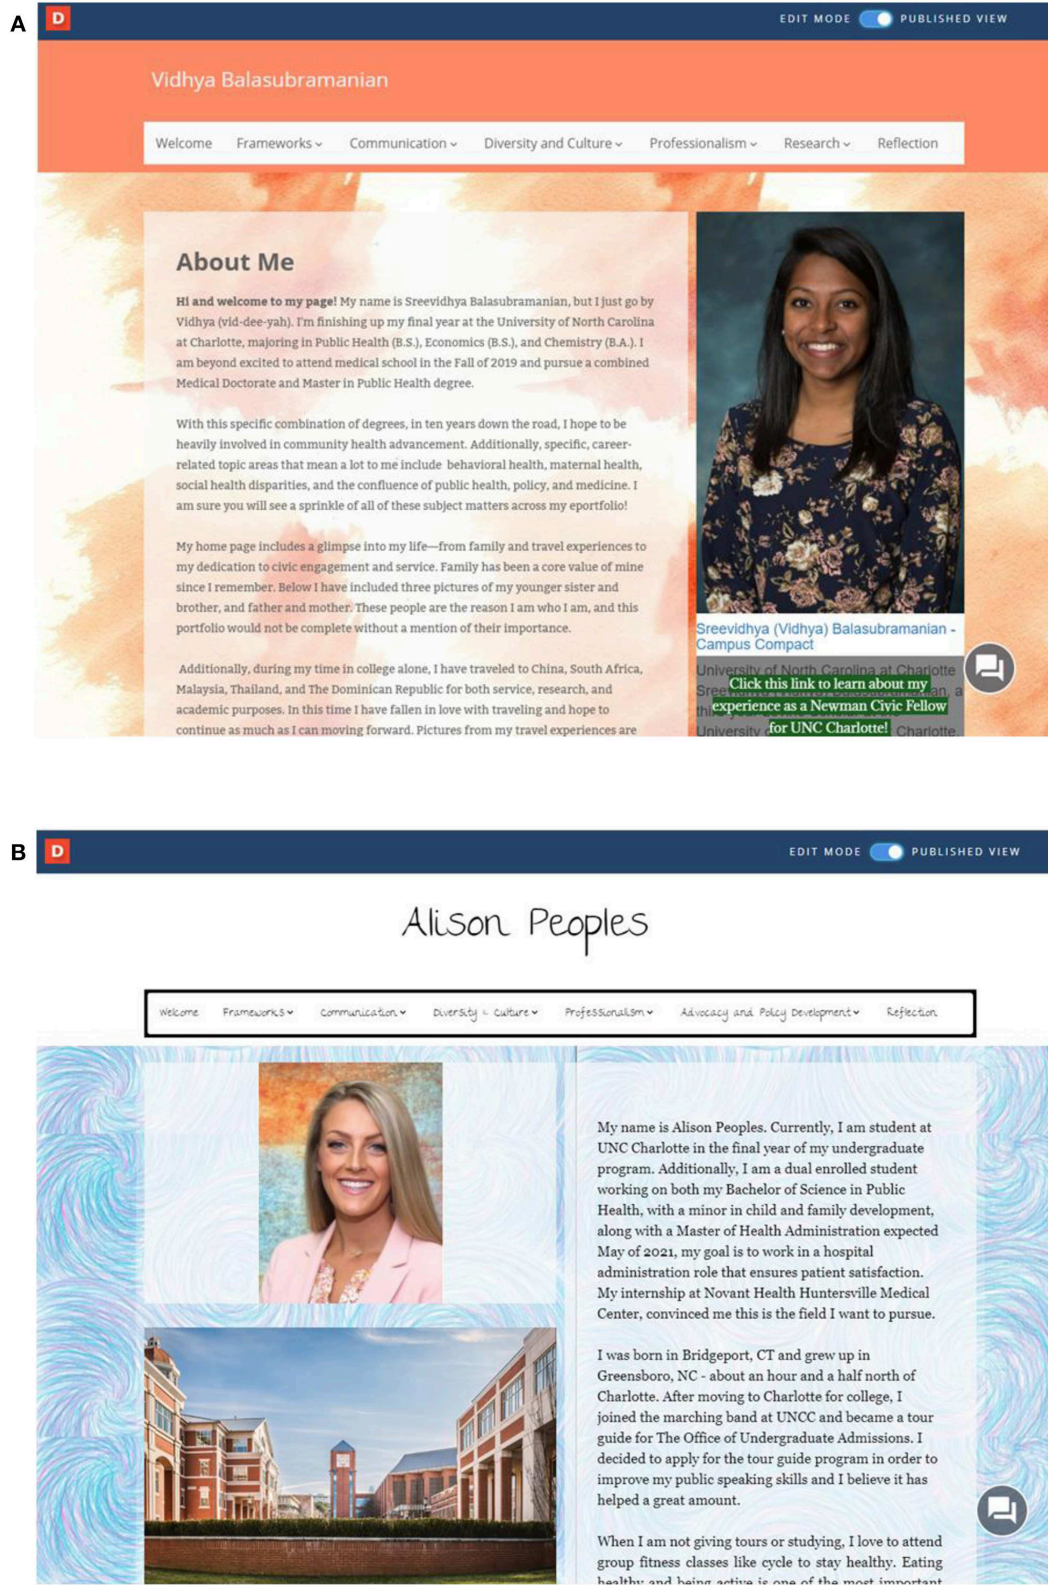 A
D
EDIT MODE PUBLISHED VIEW
Vidhya Balasubramanian
Welcome Frameworks Communication Diversity and Culture Professionalism Research Reflection
About Me
Hi and welcome to my page! My name is Sreevidhya Balasubramanian, but I just go by
Vidhya (vid-dee-yah). I'm finishing up my final year at the University of North Carolina
at Charlotte, majoring in Public Health (B.S.), Economics (B.S.), and Chemistry (B.A.). I
am beyond excited to attend medical school in the Fall of 2019 and pursue a combined
Medical Doctorate and Master in Public Health degree.
With this specific combination of degrees, in ten years down the road, I hope to be
heavily involved in community health advancement. Additionally, specific, career-
related topic areas that mean a lot to me include behavioral health, maternal health,
social health disparities, and the confluence of public health, policy, and medicine. I
am sure you will see a sprinkle of all of these subject matters across my eportfolio!
My home page includes a glimpse into my life—from family and travel experiences to
my dedication to civic engagement and service. Family has been a core value of mine
since I remember. Below I have included three pictures of my younger sister and
brother, and father and mother. These people are the reason I am who I am, and this
portfolio would not be complete without a mention of their importance.
Additionally, during my time in college alone, I have traveled to China, South Africa,
Malaysia, Thailand, and The Dominican Republic for both service, research, and
academic purposes. In this time I have fallen in love with traveling and hope to
continue as much as I can moving forward. Pictures from my travel experiences are
Sreevidhya (Vidhya) Balasubramanian -
Campus Compact
University of North Carolina at Charlotte
Click this link to learn about my
experience as a Newman Civic Fellow
for UNC Charlotte!
University Charlotte
B
D
EDIT MODE PUBLISHED VIEW
Alison Peoples
Welcome Frameworks Communication Diversity & Culture Professionalism Advocacy and Policy Development Reflection
My name is Alison Peoples. Currently, I am student at
UNC Charlotte in the final year of my undergraduate
program. Additionally, I am a dual enrolled student
working on both my Bachelor of Science in Public
Health, with a minor in child and family development,
along with a Master of Health Administration expected
May of 2021, my goal is to work in a hospital
administration role that ensures patient satisfaction.
My internship at Novant Health Huntersville Medical
Center, convinced me this is the field I want to pursue.
I was born in Bridgeport, CT and grew up in
Greensboro, NC - about an hour and a half north of
Charlotte. After moving to Charlotte for college, I
joined the marching band at UNCC and became a tour
guide for The Office of Undergraduate Admissions. I
decided to apply for the tour guide program in order to
improve my public speaking skills and I believe it has
helped a great amount.
When I am not giving tours or studying, I love to attend
group fitness classes like cycle to stay healthy. Eating
healthy and being active is one of the most important